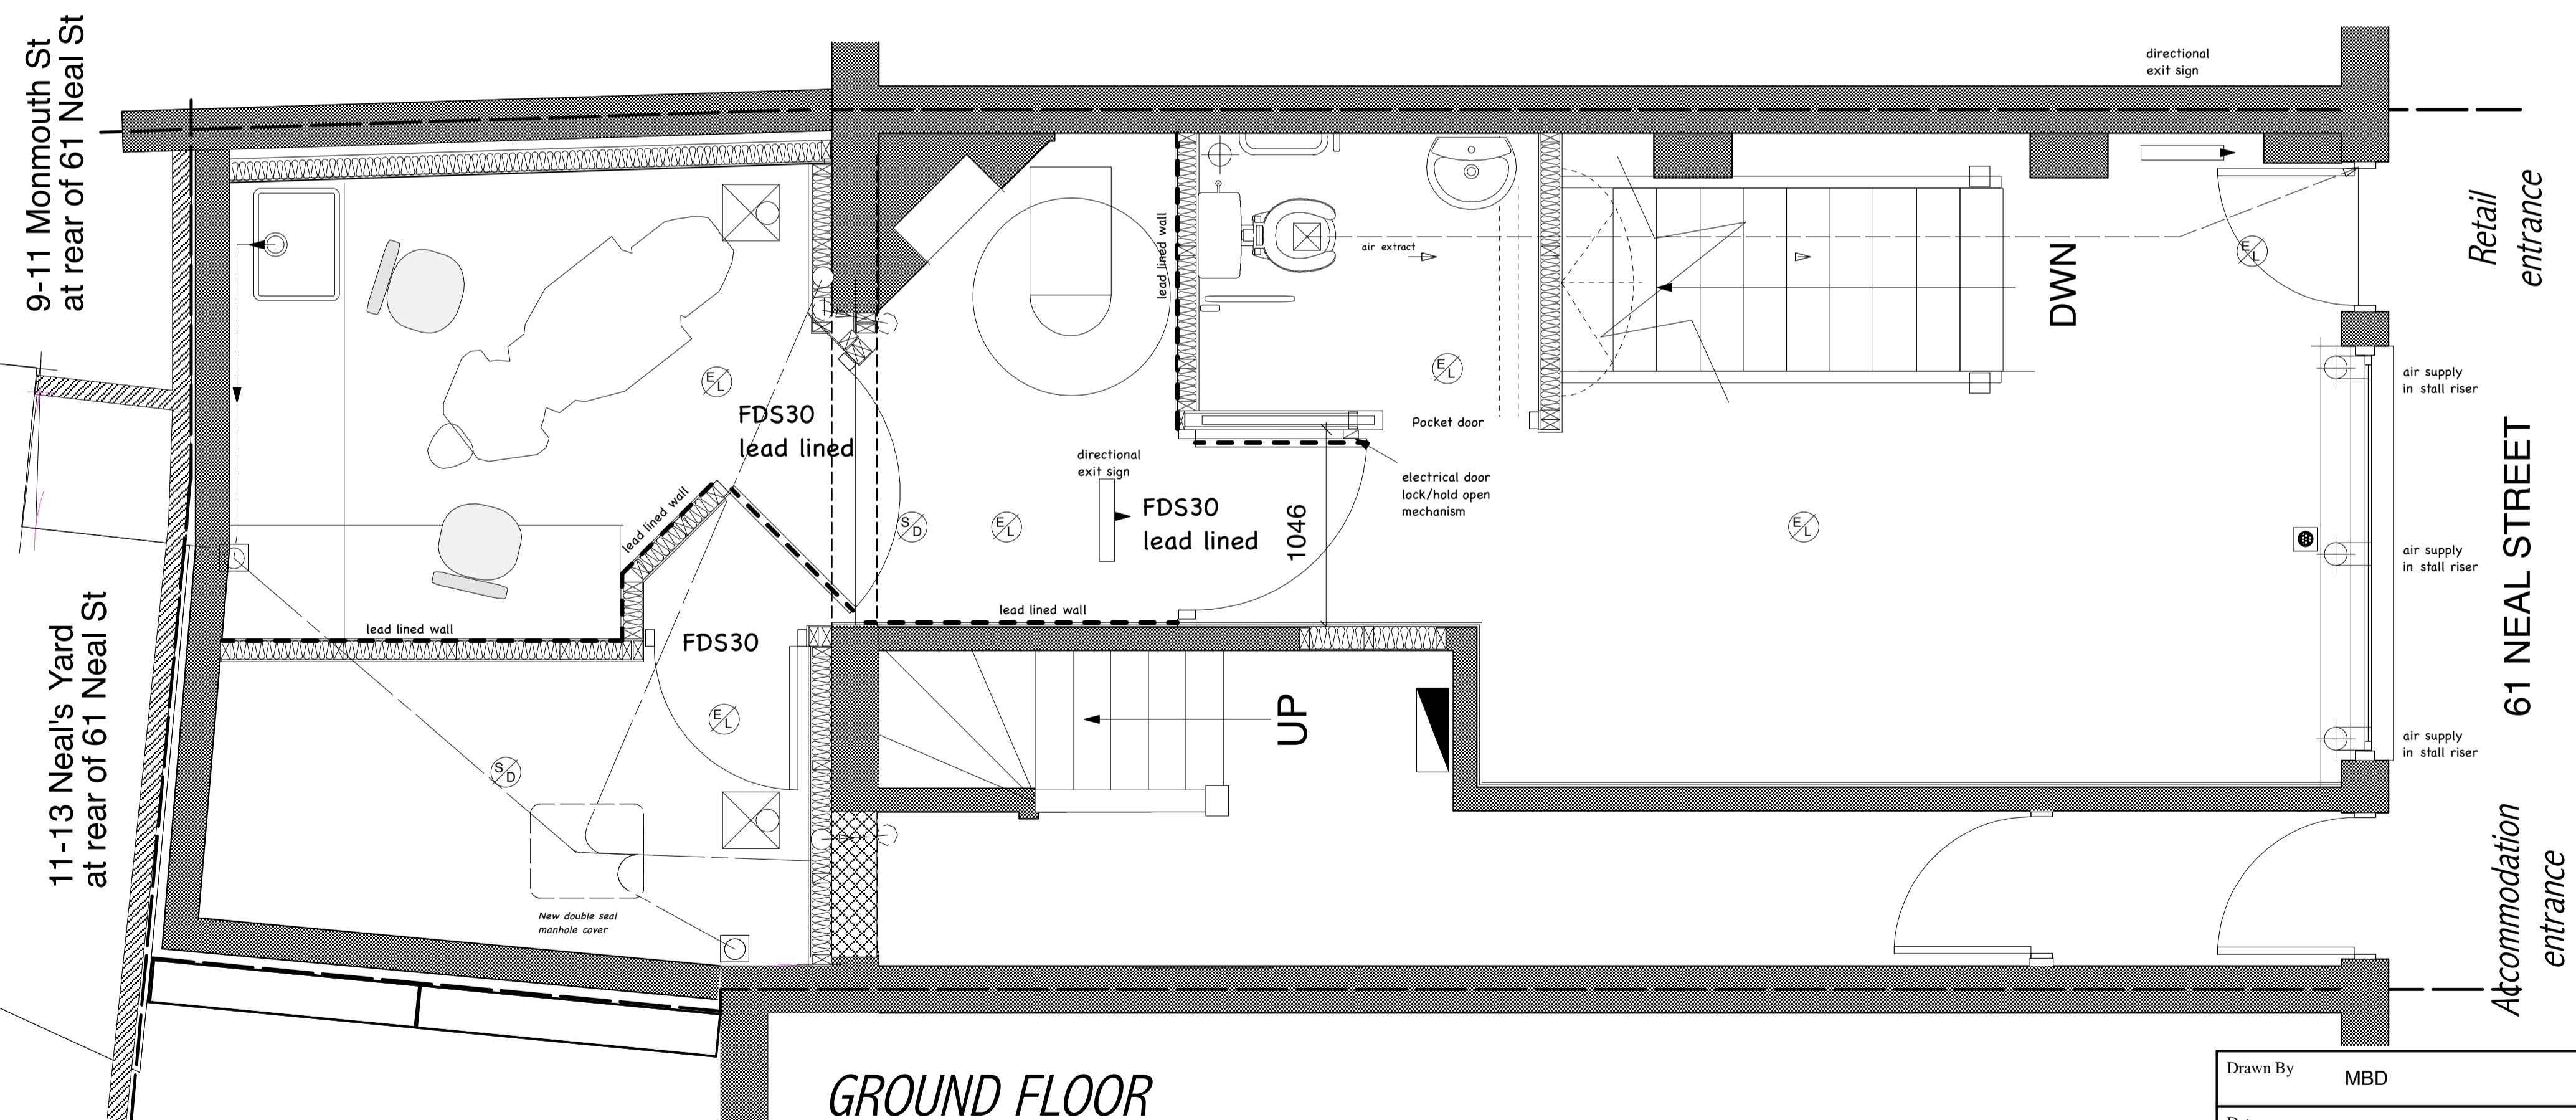 9-11 Monmouth St
at rear of 61 Neal St
11-13 Neal's Yard
at rear of 61 Neal St
directional
exit sign
Retail
entrance
lead lined wall
air extract
DWN
E
L
E
L
E
L
air supply
in stall riser
FDS30
lead lined
Pocket door
directional
exit sign
electrical door
lock/hold open
mechanism
lead lined wall
S
D
E
L
FDS30
lead lined
1046
E
L
air supply
in stall riser
61 NEAL STREET
lead lined wall
lead lined wall
FDS30
E
L
UP
air supply
in stall riser
S
D
New double seal
manhole cover
Accommodation
entrance
GROUND FLOOR
Drawn By
MBD